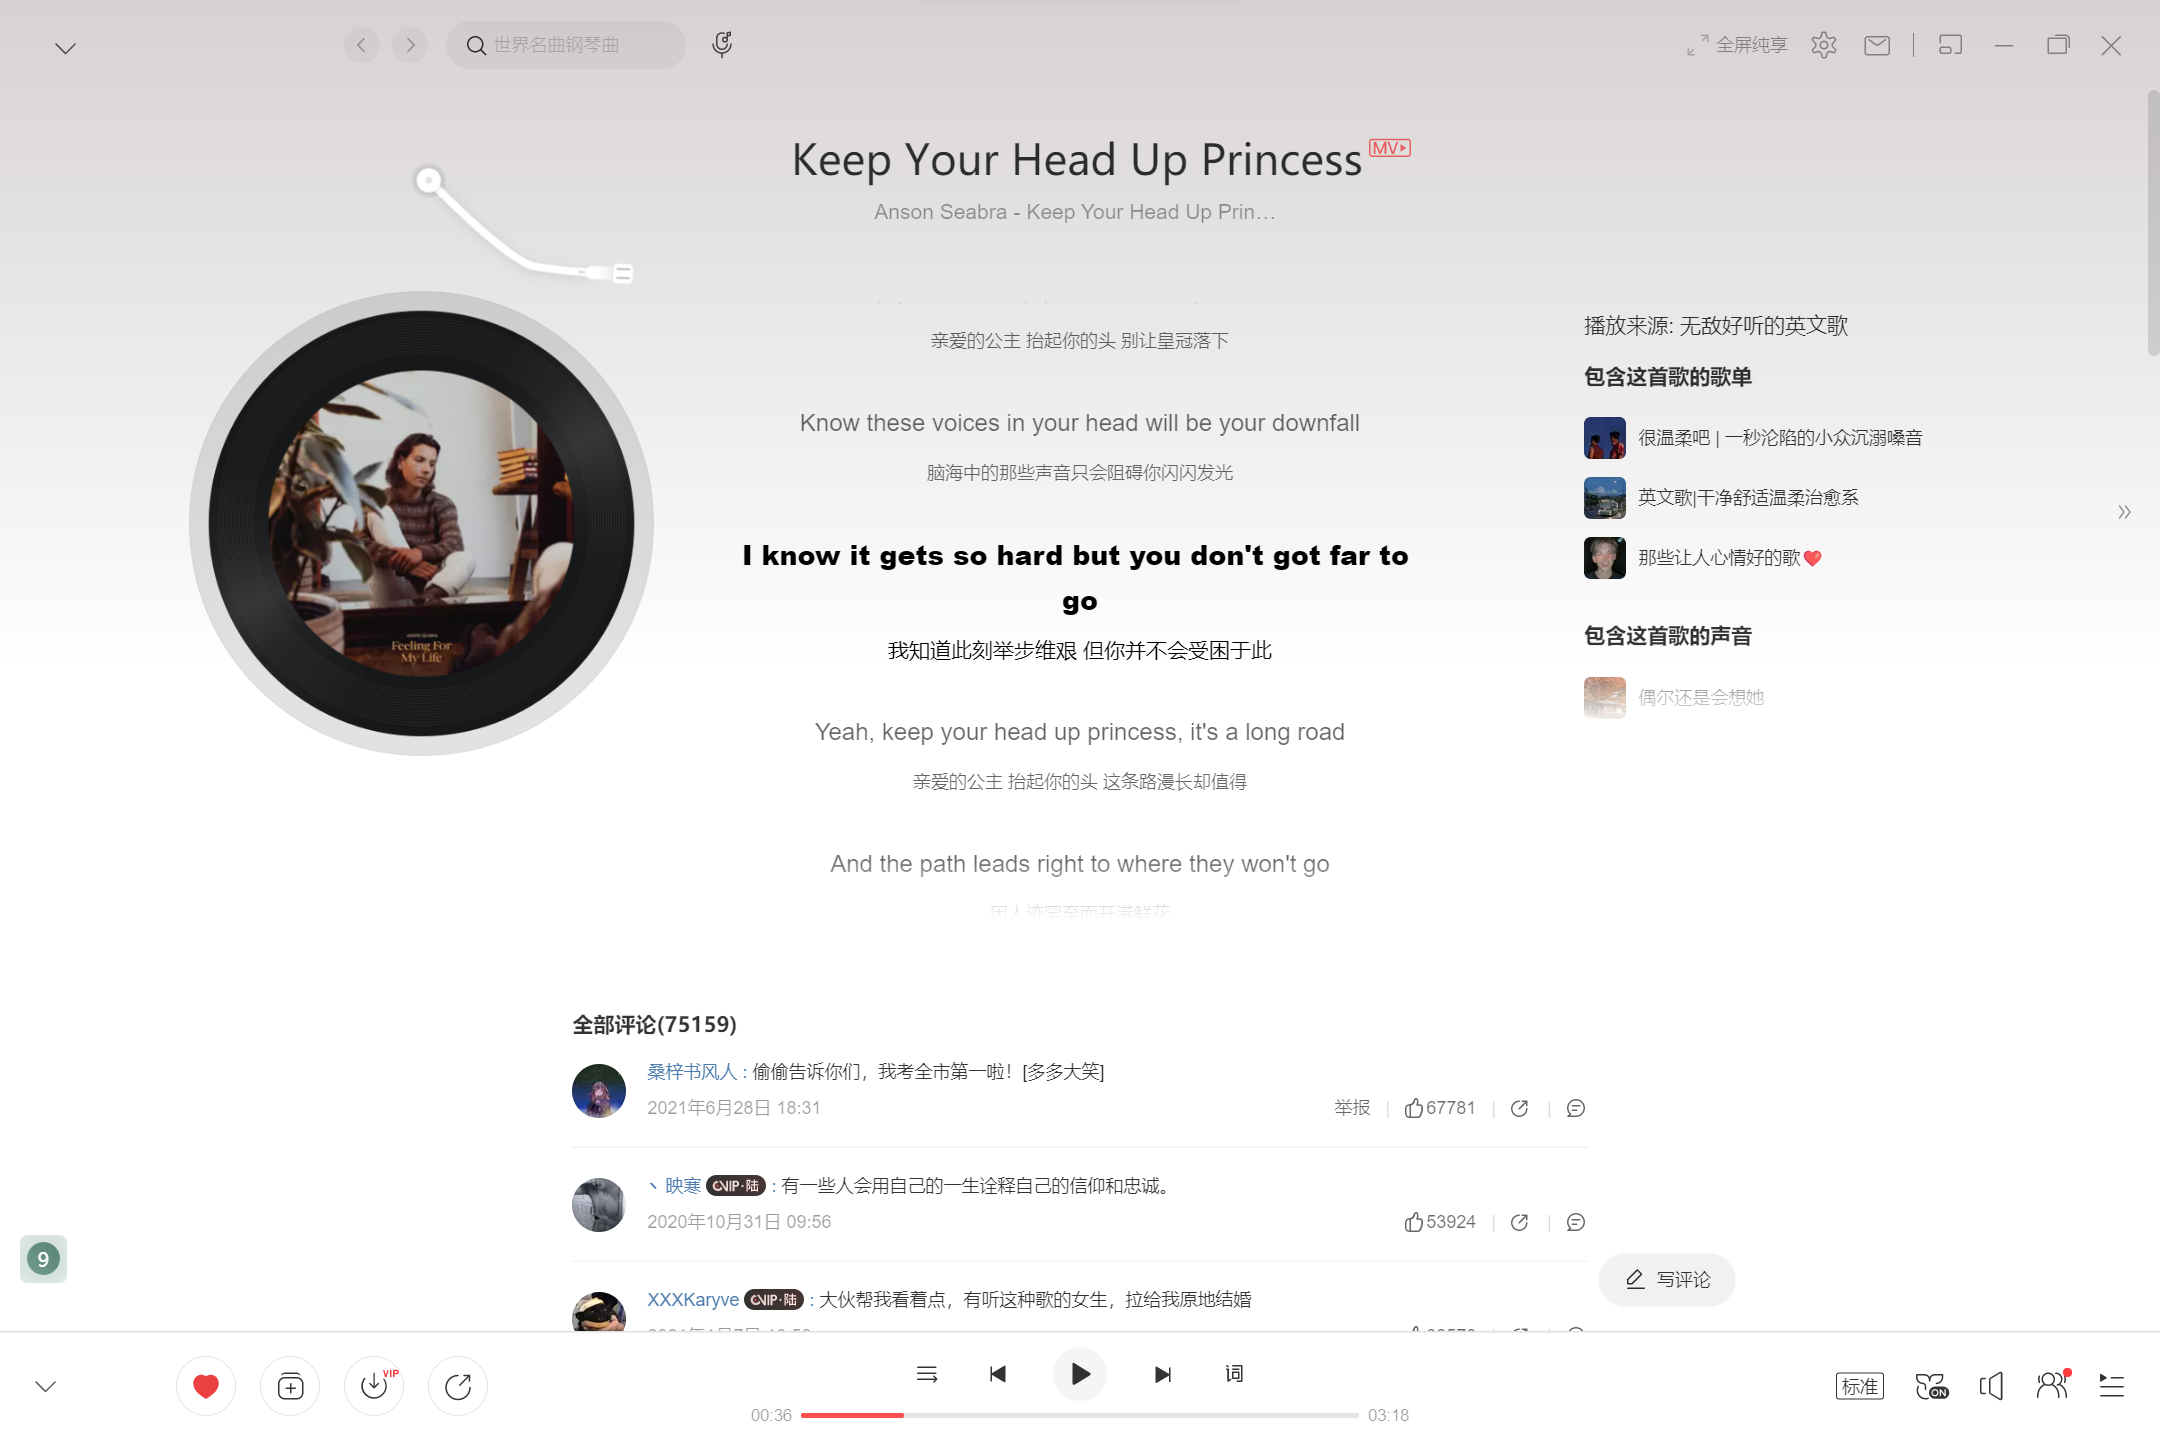 世界名曲钢琴曲
全屏纯享
Keep Your Head Up Princess MV
Anson Seabra - Keep Your Head Up Prin...
亲爱的公主 抬起你的头 别让皇冠落下
Know these voices in your head will be your downfall
脑海中的那些声音只会阻碍你闪闪发光
I know it gets so hard but you don't got far to
go
我知道此刻举步维艰 但你并不会受困于此
Yeah, keep your head up princess, it's a long road
亲爱的公主 抬起你的头 这条路漫长却值得
And the path leads right to where they won't go
因人迹罕至而开满鲜花
ANSON SEABRA
Feeling For
My Life
播放来源: 无敌好听的英文歌
包含这首歌的歌单
很温柔吧 | 一秒沦陷的小众沉溺嗓音
英文歌|干净舒适温柔治愈系
那些让人心情好的歌❤️
包含这首歌的声音
偶尔还是会想她
全部评论(75159)
桑梓书风人 : 偷偷告诉你们，我考全市第一啦！[多多大笑]
2021年6月28日 18:31
举报 | 67781
丶映寒 VIP·陆 : 有一些人会用自己的一生诠释自己的信仰和忠诚。
2020年10月31日 09:56
53924
XXXKaryve VIP·陆 : 大伙帮我看着点，有听这种歌的女生，拉给我原地结婚
9
写评论
VIP
词
00:36
03:18
标准
ON